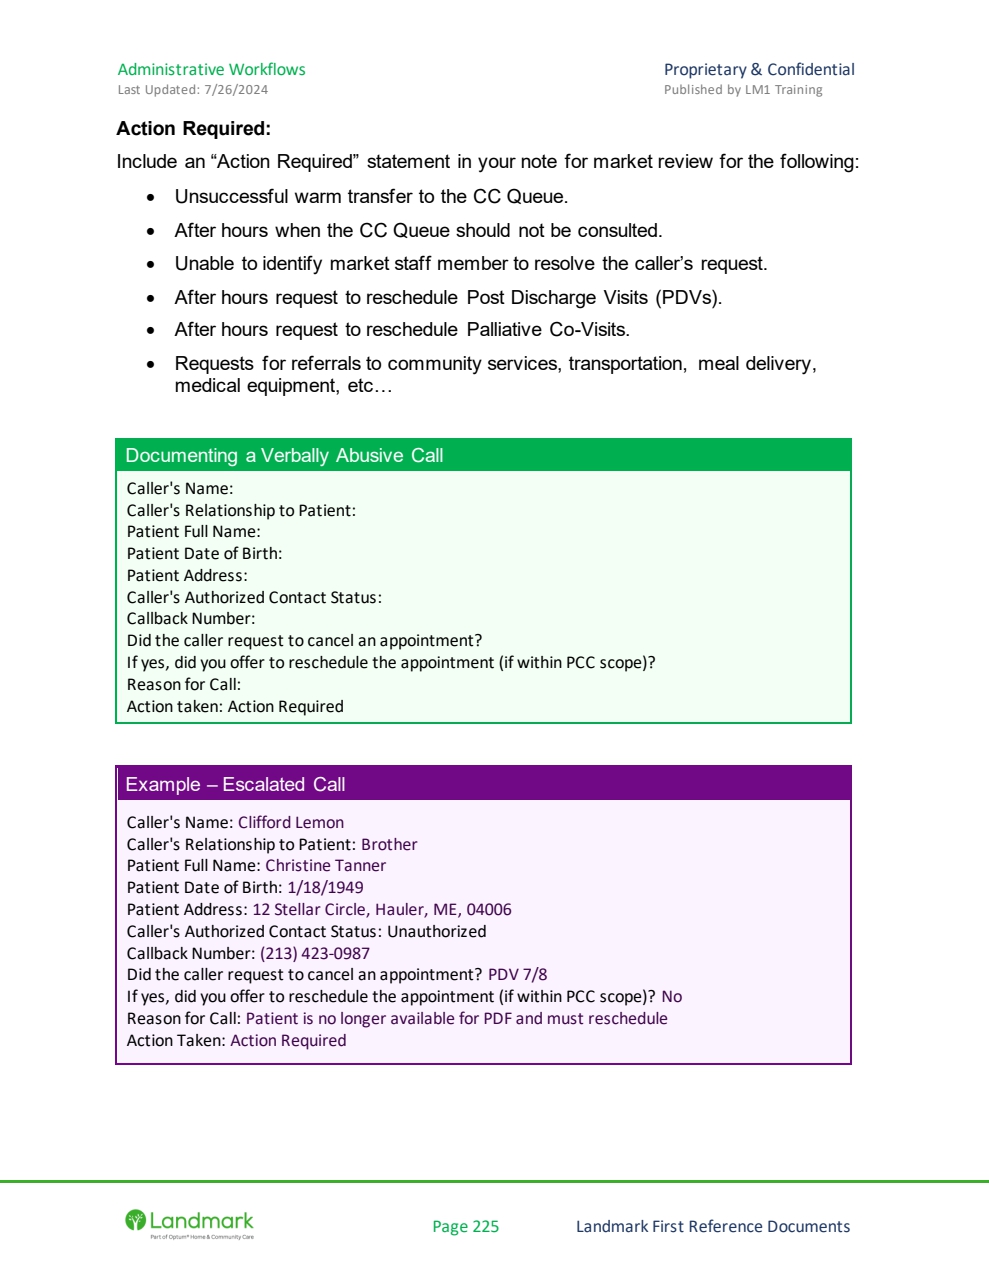 Administrative Workflows
Proprietary & Confidential
Last Updated: 7/26/2024
Published by LM1 Training
Action Required:
Include an “Action Required” statement in your note for market review for the following:
• Unsuccessful warm transfer to the CC Queue.
• After hours when the CC Queue should not be consulted.
• Unable to identify market staff member to resolve the caller’s request.
• After hours request to reschedule Post Discharge Visits (PDVs).
• After hours request to reschedule Palliative Co-Visits.
• Requests for referrals to community services, transportation, meal delivery,
medical equipment, etc…
Documenting a Verbally Abusive Call
Caller's Name:
Caller's Relationship to Patient:
Patient Full Name:
Patient Date of Birth:
Patient Address:
Caller's Authorized Contact Status:
Callback Number:
Did the caller request to cancel an appointment?
If yes, did you offer to reschedule the appointment (if within PCC scope)?
Reason for Call:
Action taken: Action Required
Example – Escalated Call
Caller's Name: Clifford Lemon
Caller's Relationship to Patient: Brother
Patient Full Name: Christine Tanner
Patient Date of Birth: 1/18/1949
Patient Address: 12 Stellar Circle, Hauler, ME, 04006
Caller's Authorized Contact Status: Unauthorized
Callback Number: (213) 423-0987
Did the caller request to cancel an appointment? PDV 7/8
If yes, did you offer to reschedule the appointment (if within PCC scope)? No
Reason for Call: Patient is no longer available for PDF and must reschedule
Action Taken: Action Required
Landmark
Part of Optum® Home & Community Care
Page 225
Landmark First Reference Documents